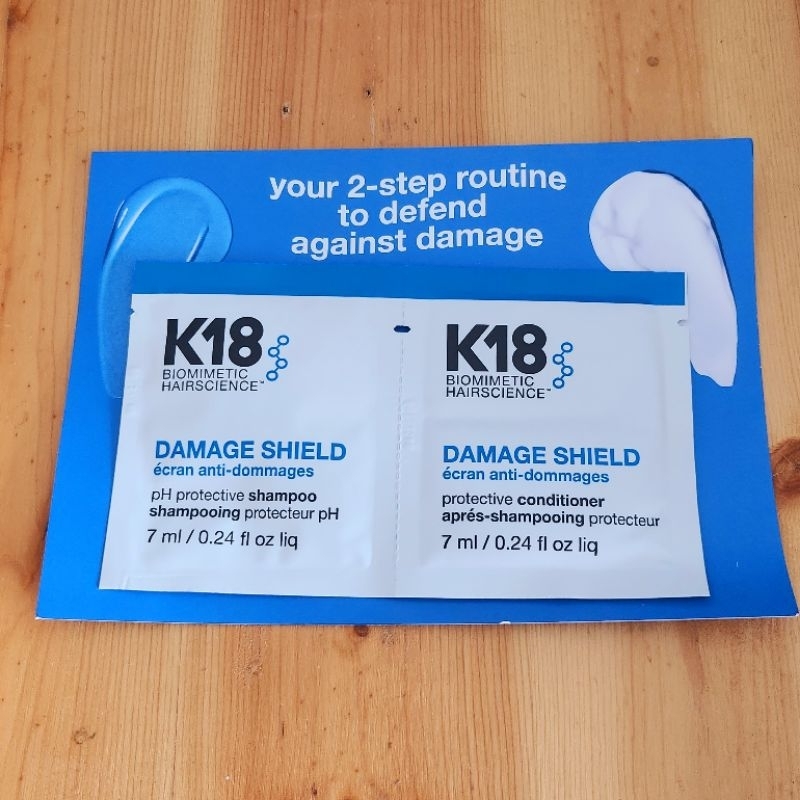 your 2-step routine
to defend
against damage
K18
BIOMIMETIC
HAIRSCIENCE™
DAMAGE SHIELD
écran anti-dommages
pH protective shampoo
shampooing protecteur pH
7 ml / 0.24 fl oz liq
K18
BIOMIMETIC
HAIRSCIENCE™
DAMAGE SHIELD
écran anti-dommages
protective conditioner
aprés-shampooing protecteur
7 ml / 0.24 fl oz liq